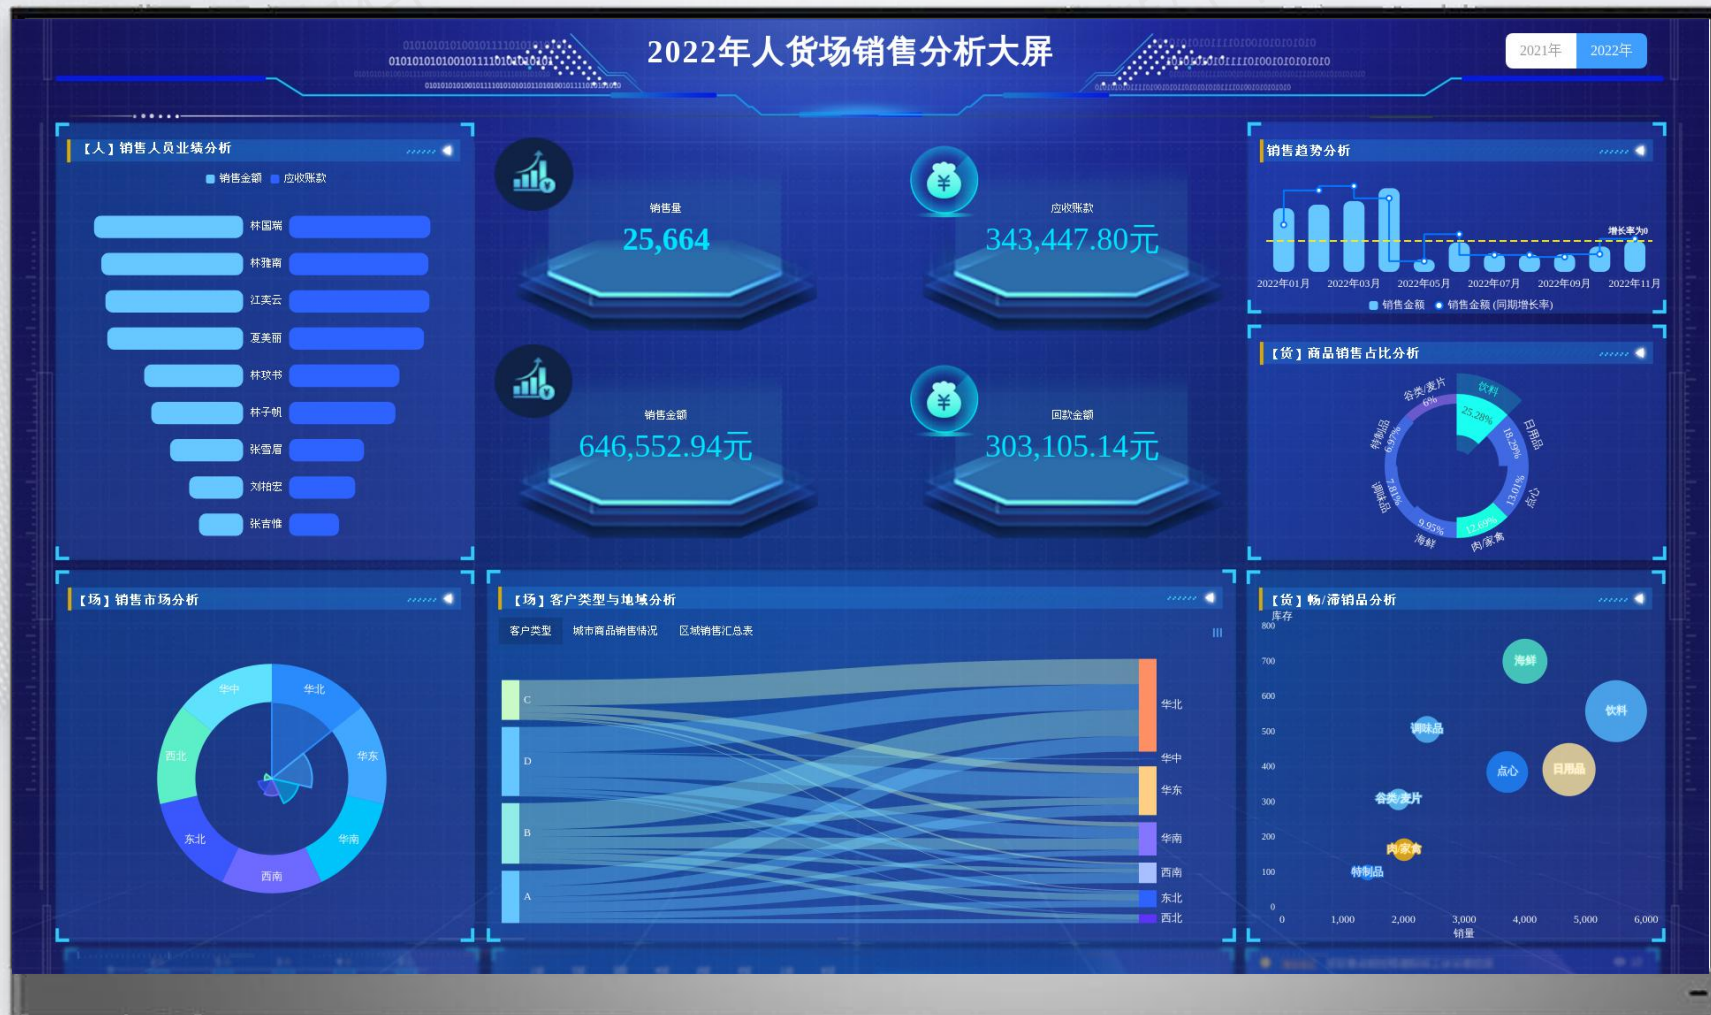 2022年人货场销售分析大屏
2021年 2022年
【人】销售人员业绩分析
销售金额 应收账款
林国瑞
林雅南
江奕云
夏美丽
林玟书
林子帆
张雪眉
刘柏宏
张吉惟
销售量
25,664
应收账款
343,447.80元
销售金额
646,552.94元
回款金额
303,105.14元
销售趋势分析
增长率为0
2022年01月 2022年03月 2022年05月 2022年07月 2022年09月 2022年11月
销售金额 销售金额 (同期增长率)
【货】商品销售占比分析
饮料 25.28%
日用品 18.29%
点心 13.01%
肉/家禽 12.69%
海鲜 9.95%
调味品 7.81%
特制品 6.97%
谷类/麦片 6%
【场】销售市场分析
华北
华东
华南
西南
东北
西北
华中
【场】客户类型与地域分析
客户类型 城市商品销售情况 区域销售汇总表
C
D
B
A
华北
华中
华东
华南
西南
东北
西北
【货】畅/滞销品分析
库存
800
700
600
500
400
300
200
100
0
海鲜
饮料
调味品
点心
日用品
谷类/麦片
肉/家禽
特制品
0 1,000 2,000 3,000 4,000 5,000 6,000
销量